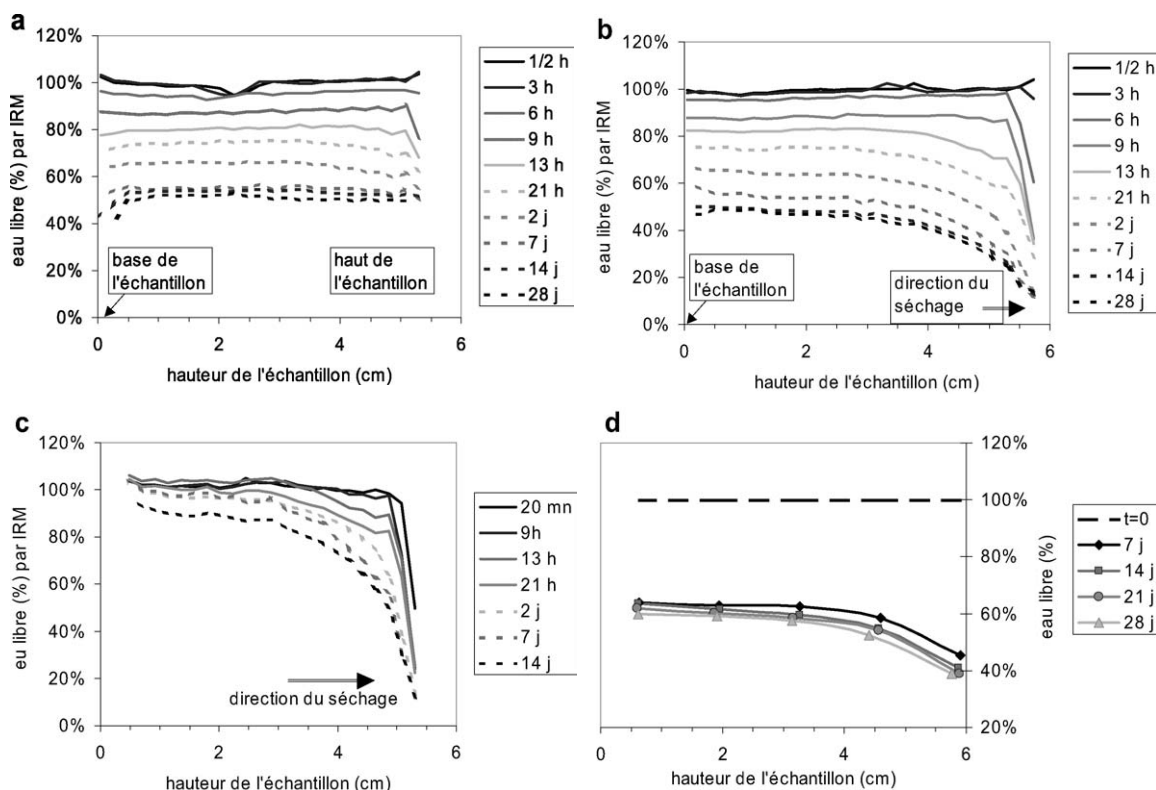 a
120%
100%
80%
60%
40%
20%
0%
eau libre (%) par IRM
base de
l'échantillon
haut de
l'échantillon
0
2
4
6
hauteur de l'échantillon (cm)
1/2 h
3 h
6 h
9 h
13 h
21 h
2 j
7 j
14 j
28 j
b
120%
100%
80%
60%
40%
20%
0%
eau libre (%) par IRM
base de
l'échantillon
direction du
séchage
0
2
4
6
hauteur de l'échantillon (cm)
1/2 h
3 h
6 h
9 h
13 h
21 h
2 j
7 j
14 j
28 j
c
120%
100%
80%
60%
40%
20%
0%
eu libre (%) par IRM
direction du séchage
0
2
4
6
hauteur de l'échantillon (cm)
20 mn
9h
13 h
21 h
2 j
7 j
14 j
d
120%
100%
80%
60%
40%
20%
eau libre (%)
0
2
4
6
hauteur de l'échantillon (cm)
t=0
7 j
14 j
21 j
28 j